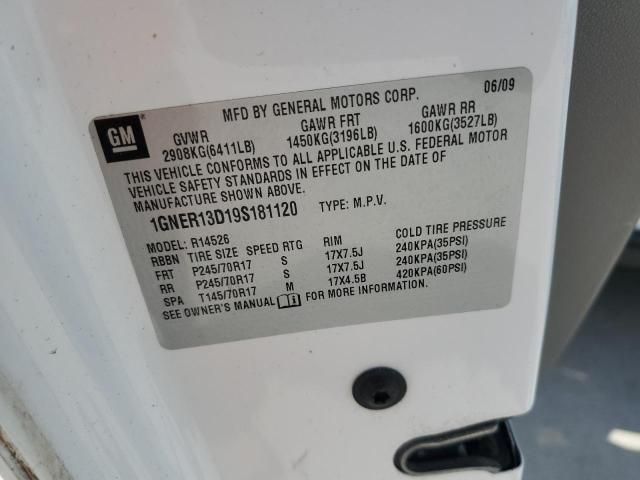 GM
®
MFD BY GENERAL MOTORS CORP. 06/09
GVWR GAWR FRT GAWR RR
2908KG(6411LB) 1450KG(3196LB) 1600KG(3527LB)
THIS VEHICLE CONFORMS TO ALL APPLICABLE U.S. FEDERAL MOTOR
VEHICLE SAFETY STANDARDS IN EFFECT ON THE DATE OF
MANUFACTURE SHOWN ABOVE.
1GNER13D19S181120 TYPE: M.P.V.
MODEL: R14526
RBBN TIRE SIZE SPEED RTG RIM COLD TIRE PRESSURE
FRT P245/70R17 S 17X7.5J 240KPA(35PSI)
RR P245/70R17 S 17X7.5J 240KPA(35PSI)
SPA T145/70R17 M 17X4.5B 420KPA(60PSI)
SEE OWNER'S MANUAL FOR MORE INFORMATION.